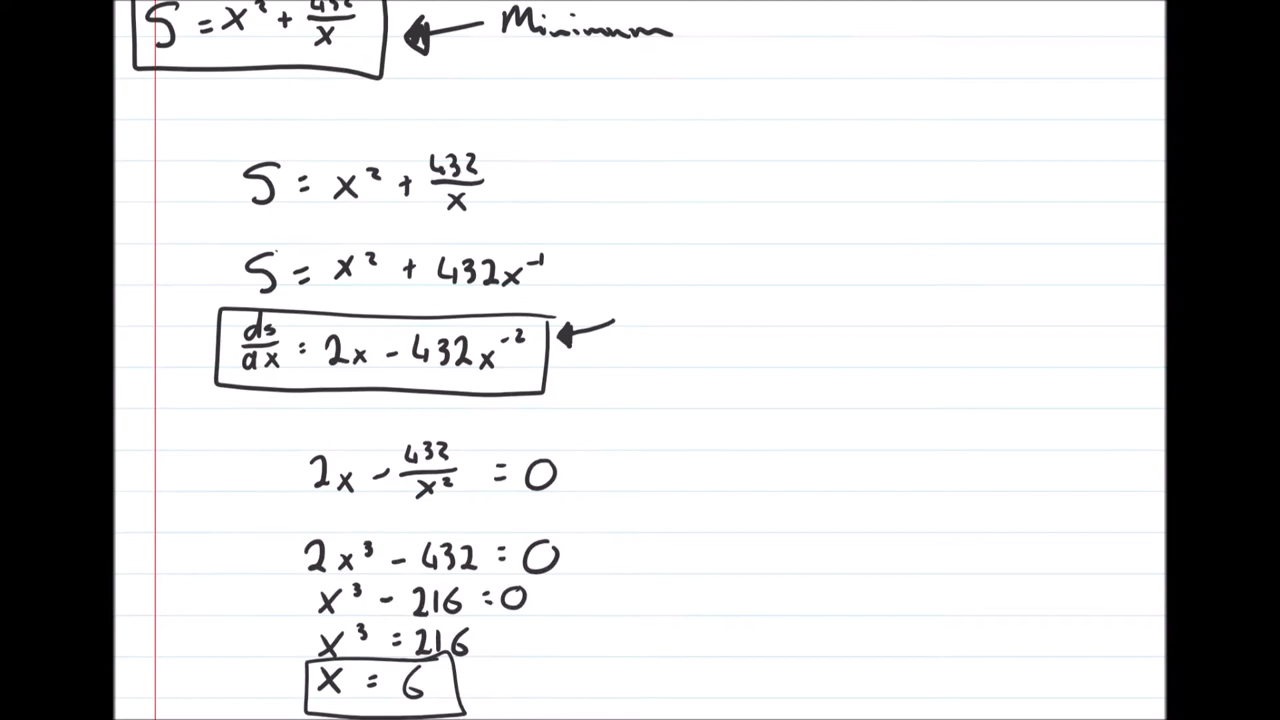 S = x² + 432/x ← Minimum
S = x² + 432/x
S = x² + 432x⁻¹
ds/dx = 2x - 432x⁻² ←
2x - 432/x² = 0
2x³ - 432 = 0
x³ - 216 = 0
x³ = 216
x = 6